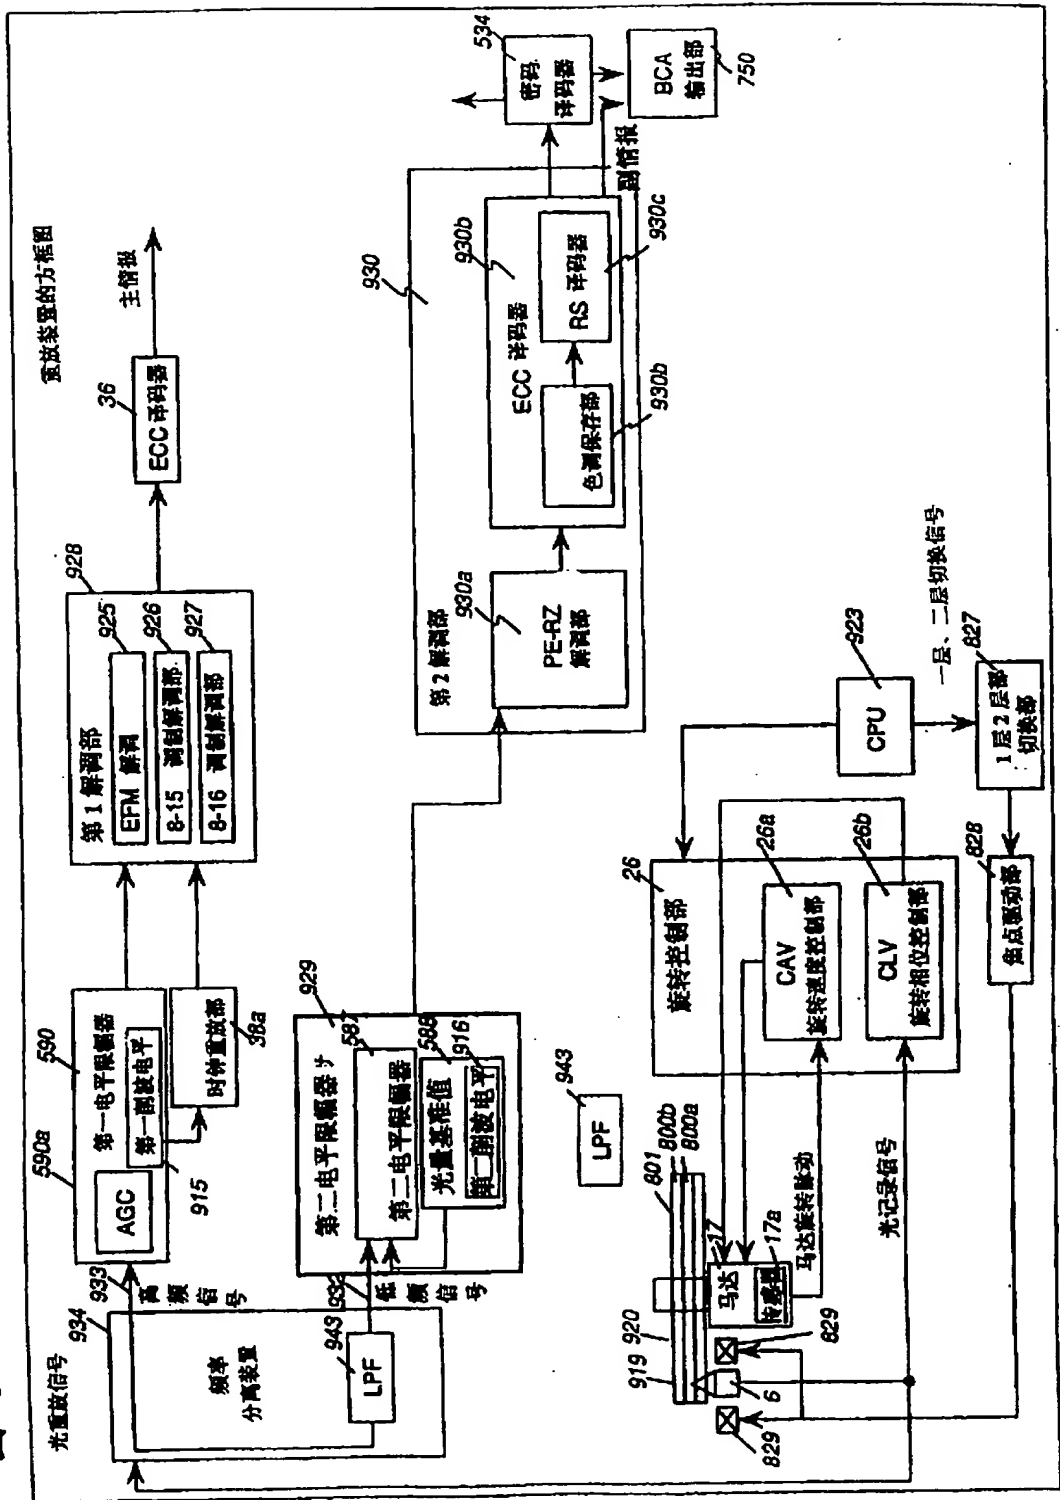 重放装置的方框图
光重放信号
934
频率
分离装置
943
LPF
933
高频信号
932
低频信号
590a
590
AGC
第一电平限幅器
第一削波电平
915
时钟重放部
38a
928
第1解调部
925
EFM 解调
926
8-15 调制解调部
927
8-16 调制解调部
36
ECC 译码器
主情报
929
第二电平限幅器
587
第二电平限幅器
588
光量基准值
916
第二削波电平
930
第2解调部
930a
PE-RZ
解调部
930b
ECC 译码器
色调保存部
930b
RS 译码器
930c
副情报
534
密码
译码器
BCA
输出部
750
943
LPF
801
800b
800a
919
920
17
马达
17a
传感器
829
829
6
马达旋转脉动
光记录信号
26
旋转控制部
26a
CAV
旋转速度控制部
26b
CLV
旋转相位控制部
923
CPU
一层、二层切换信号
827
1层2层部
切换部
828
焦点驱动部